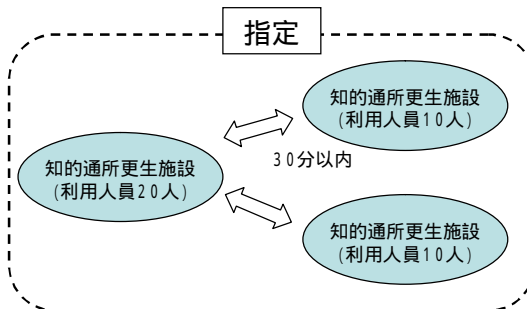 指定
知的通所更生施設
(利用人員10人)
30分以内
知的通所更生施設
(利用人員20人)
知的通所更生施設
(利用人員10人)